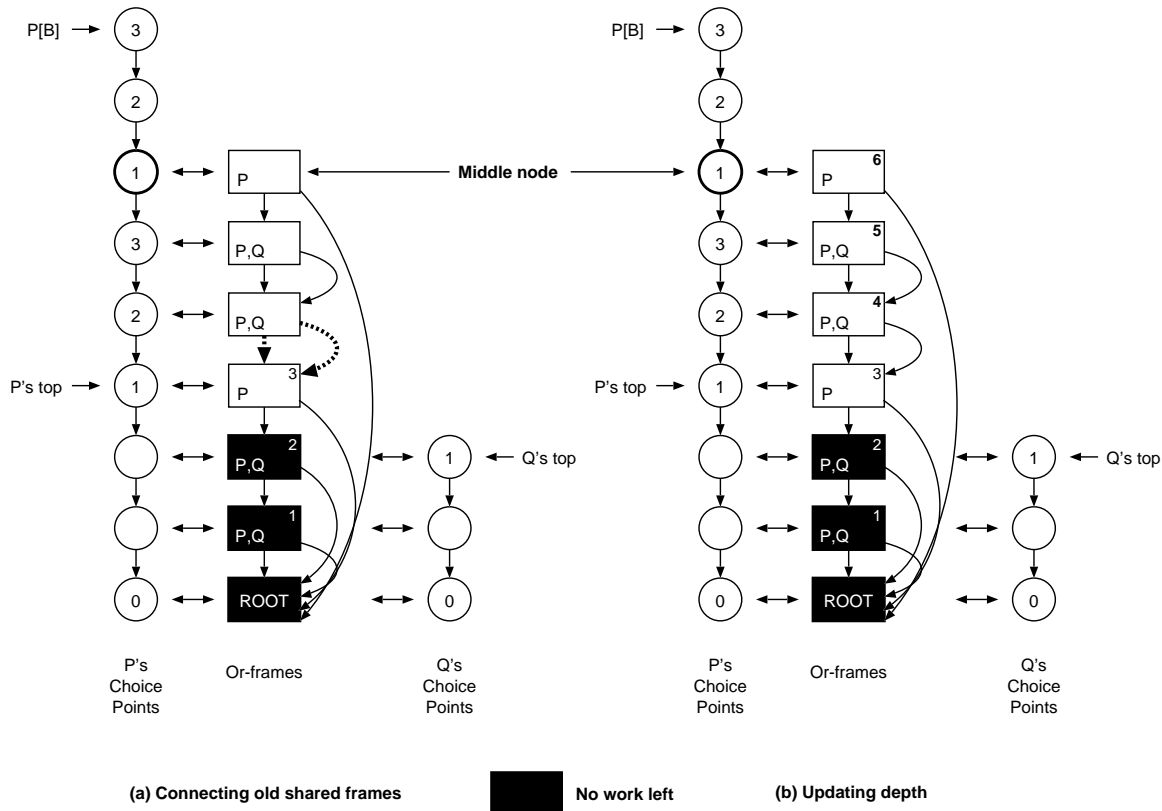 P[B]
3
P[B]
3
2
2
1
P
Middle node
1
6
P
3
P,Q
3
5
P,Q
2
P,Q
2
4
P,Q
P's top
1
3
P
P's top
1
3
P
2
P,Q
1
Q's top
2
P,Q
1
Q's top
1
P,Q
1
P,Q
0
ROOT
0
0
ROOT
0
P's
Choice
Points
Or-frames
Q's
Choice
Points
P's
Choice
Points
Or-frames
Q's
Choice
Points
(a) Connecting old shared frames
No work left
(b) Updating depth